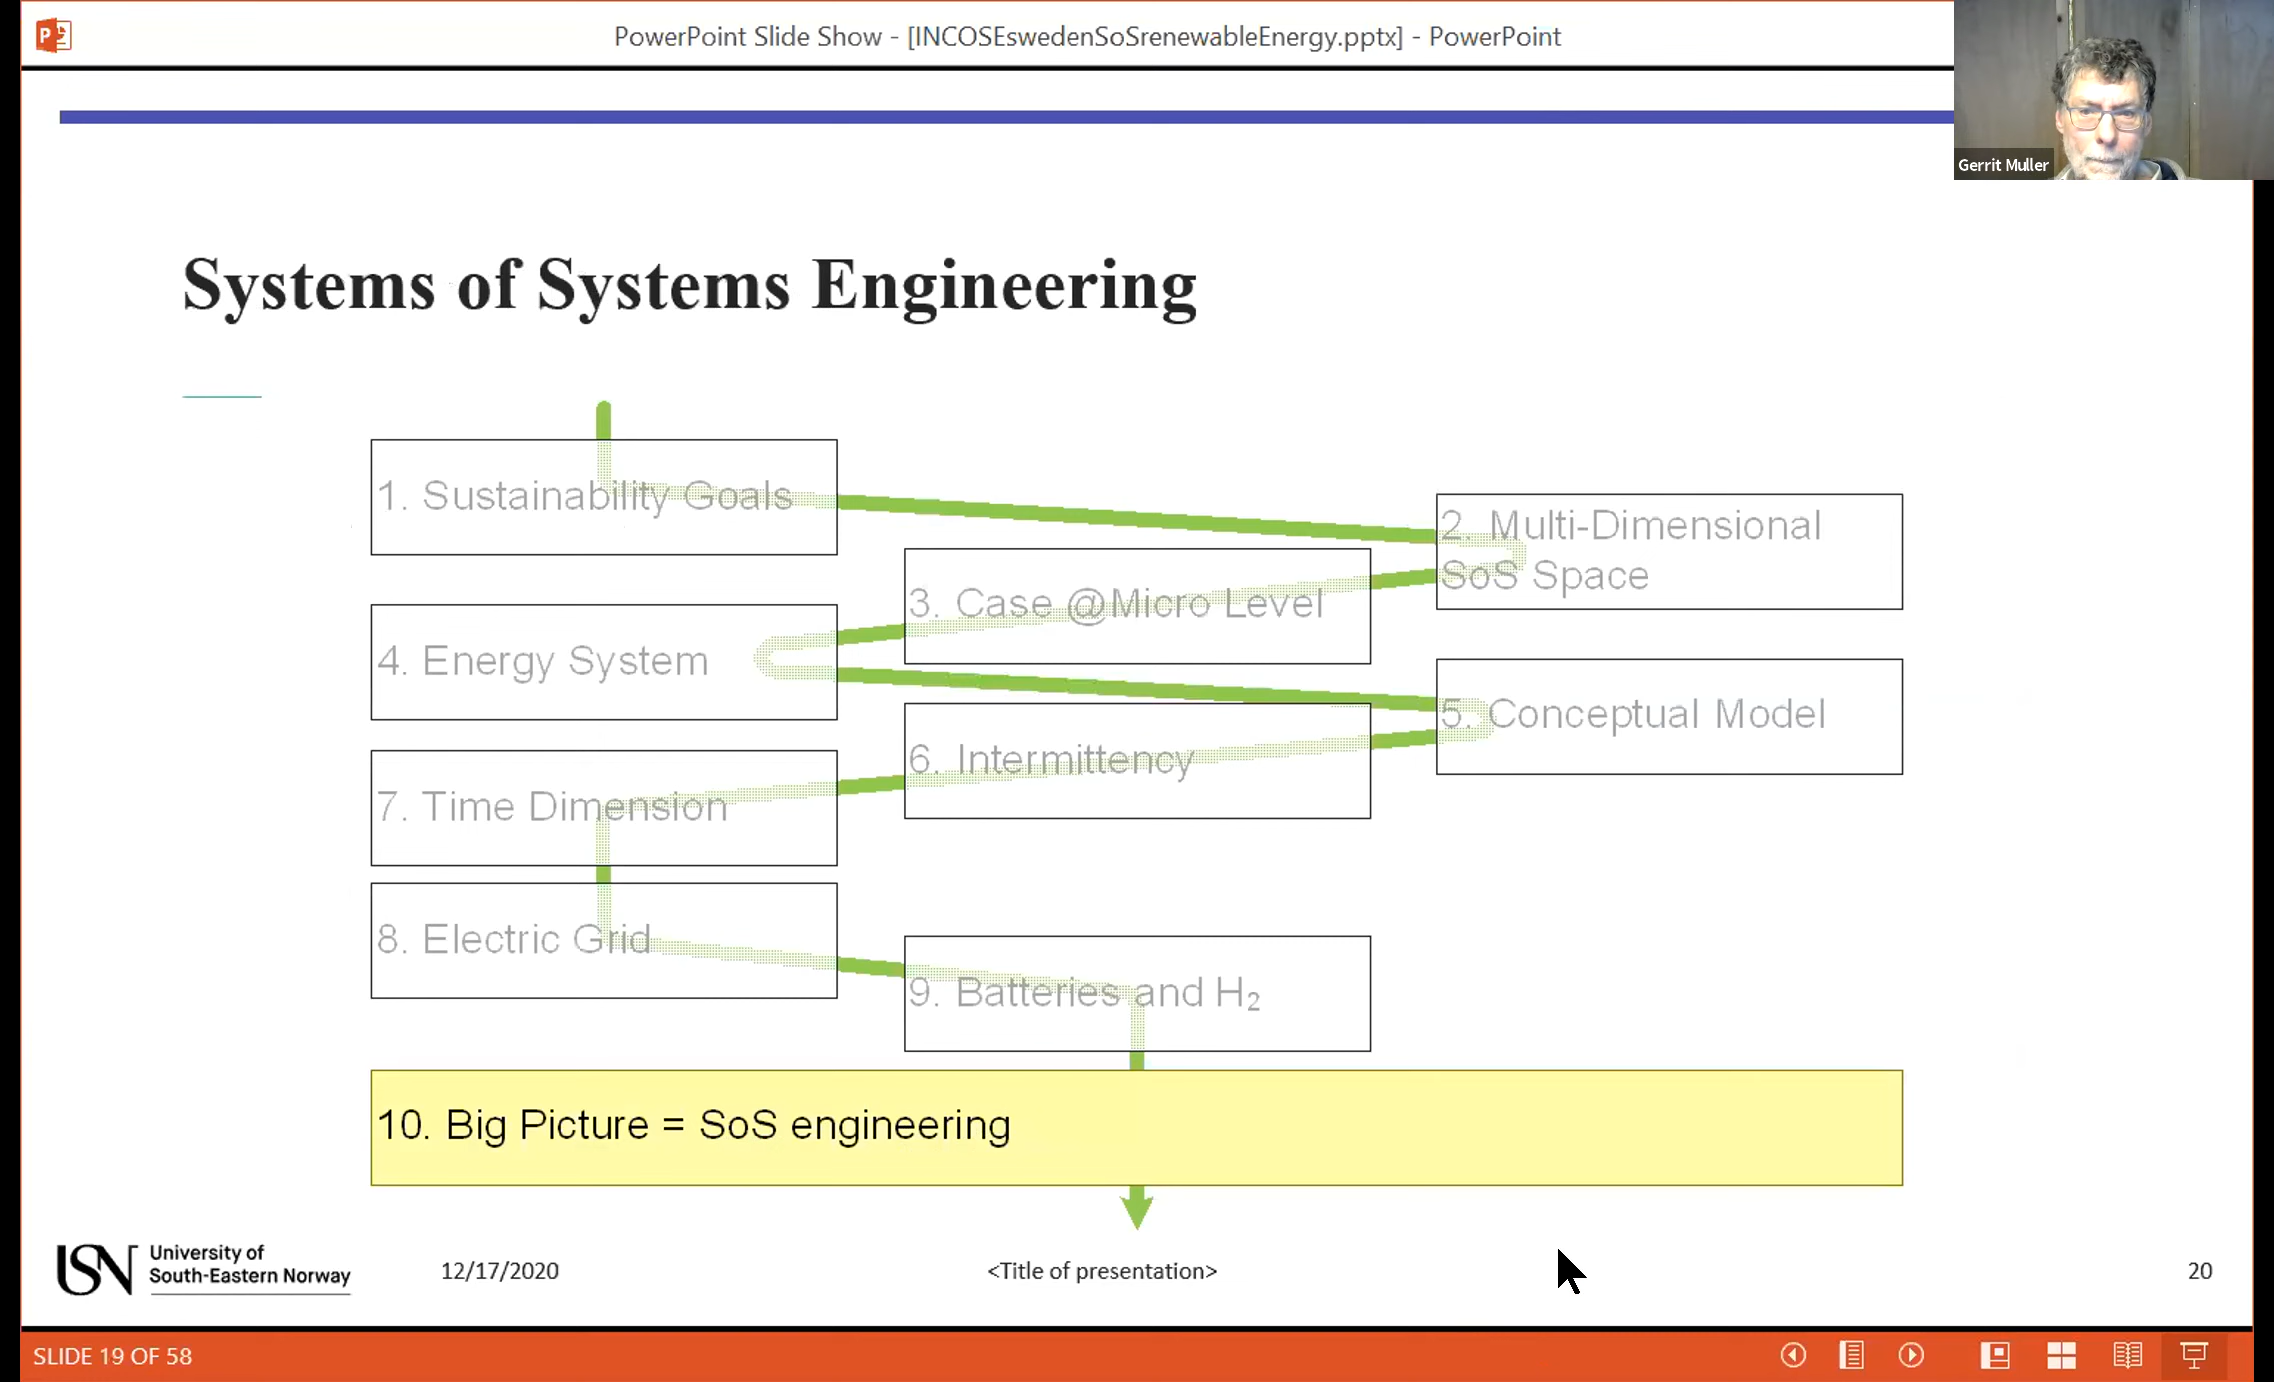 PowerPoint Slide Show - [INCOSEswedenSoSrenewableEnergy.pptx] - PowerPoint
Gerrit Muller
Systems of Systems Engineering
1. Sustainability Goals
2. Multi-Dimensional
SoS Space
3. Case @Micro Level
4. Energy System
5. Conceptual Model
6. Intermittency
7. Time Dimension
8. Electric Grid
9. Batteries and H₂
10. Big Picture = SoS engineering
USN University of
South-Eastern Norway
12/17/2020
<Title of presentation>
20
SLIDE 19 OF 58